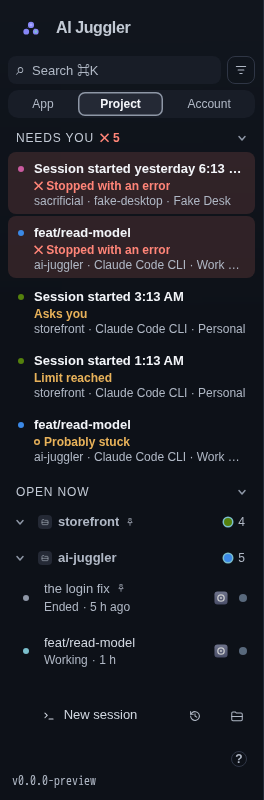 AI Juggler
Search ⌘K
App Project Account
NEEDS YOU 5
Session started yesterday 6:13 …
Stopped with an error
sacrificial · fake-desktop · Fake Desk
feat/read-model
Stopped with an error
ai-juggler · Claude Code CLI · Work …
Session started 3:13 AM
Asks you
storefront · Claude Code CLI · Personal
Session started 1:13 AM
Limit reached
storefront · Claude Code CLI · Personal
feat/read-model
Probably stuck
ai-juggler · Claude Code CLI · Work …
OPEN NOW
storefront 4
ai-juggler 5
the login fix
Ended · 5 h ago
feat/read-model
Working · 1 h
New session
?
v0.0.0-preview